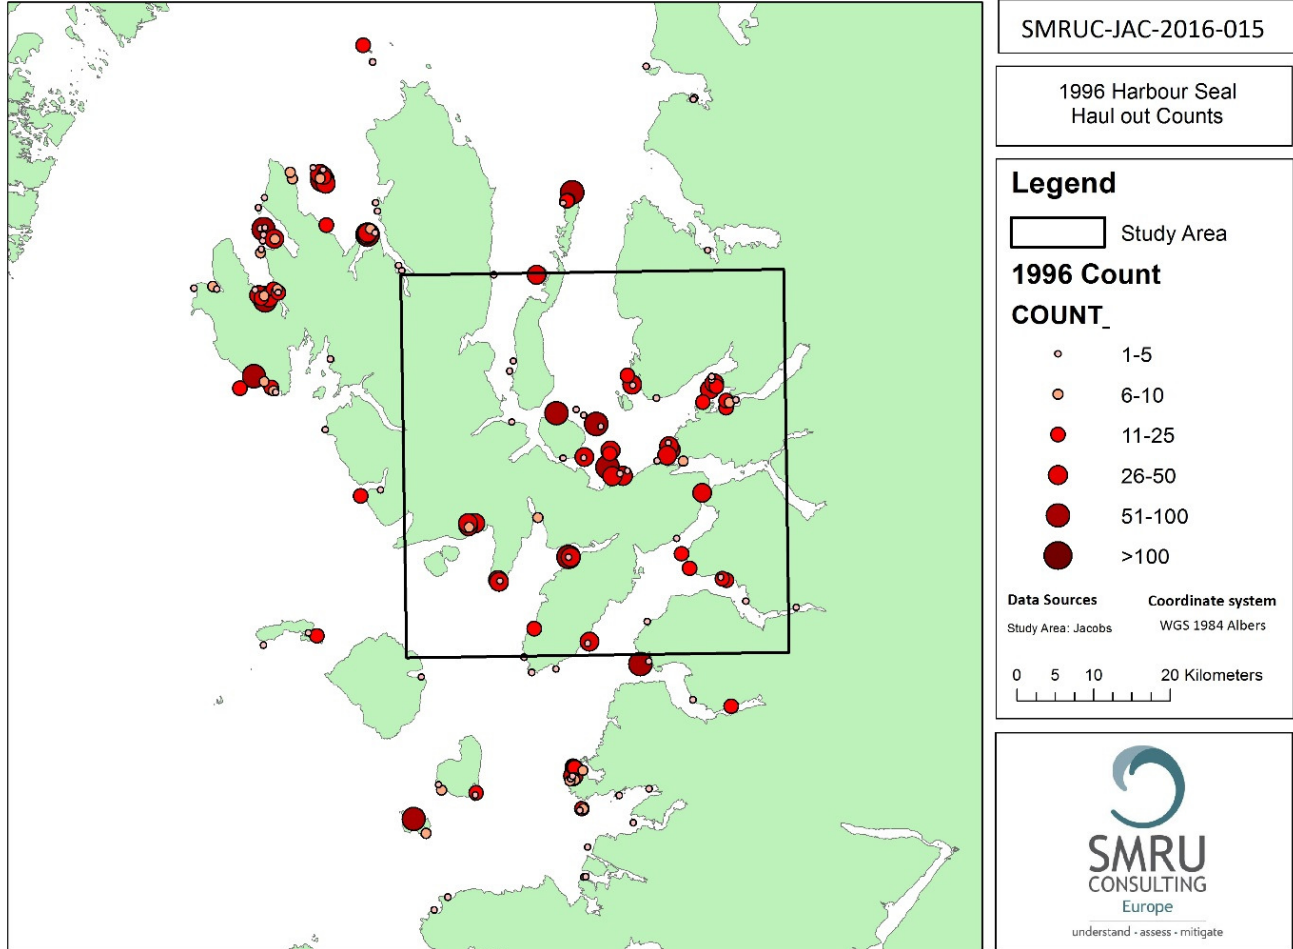 SMRUC-JAC-2016-015
1996 Harbour Seal
Haul out Counts
Legend
Study Area
1996 Count
COUNT_
1-5
6-10
11-25
26-50
51-100
>100
Data Sources
Coordinate system
Study Area: Jacobs
WGS 1984 Albers
0 5 10 20 Kilometers
SMRU
CONSULTING
Europe
understand - assess - mitigate